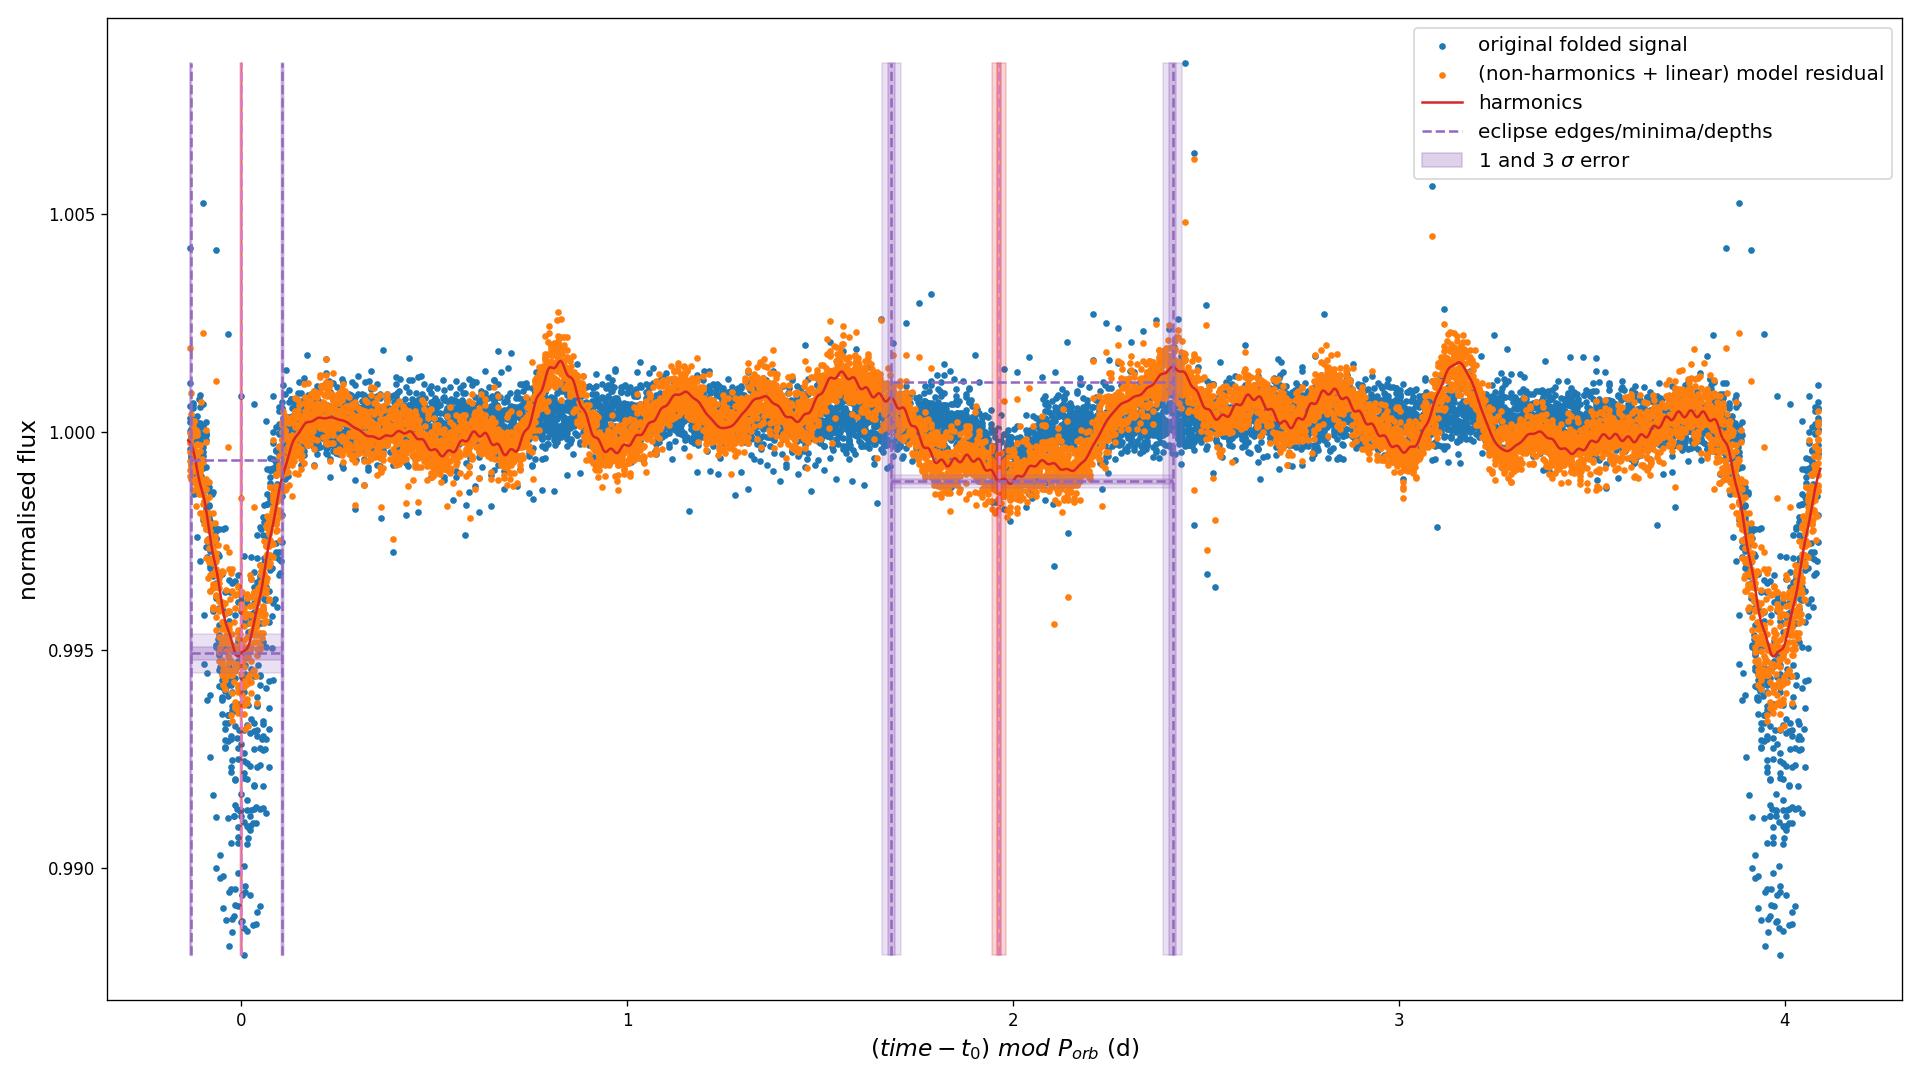 original folded signal
(non-harmonics + linear) model residual
harmonics
eclipse edges/minima/depths
1 and 3 σ error
normalised flux
1.005
1.000
0.995
0.990
0 1 2 3 4
(time − t₀) mod P_orb (d)